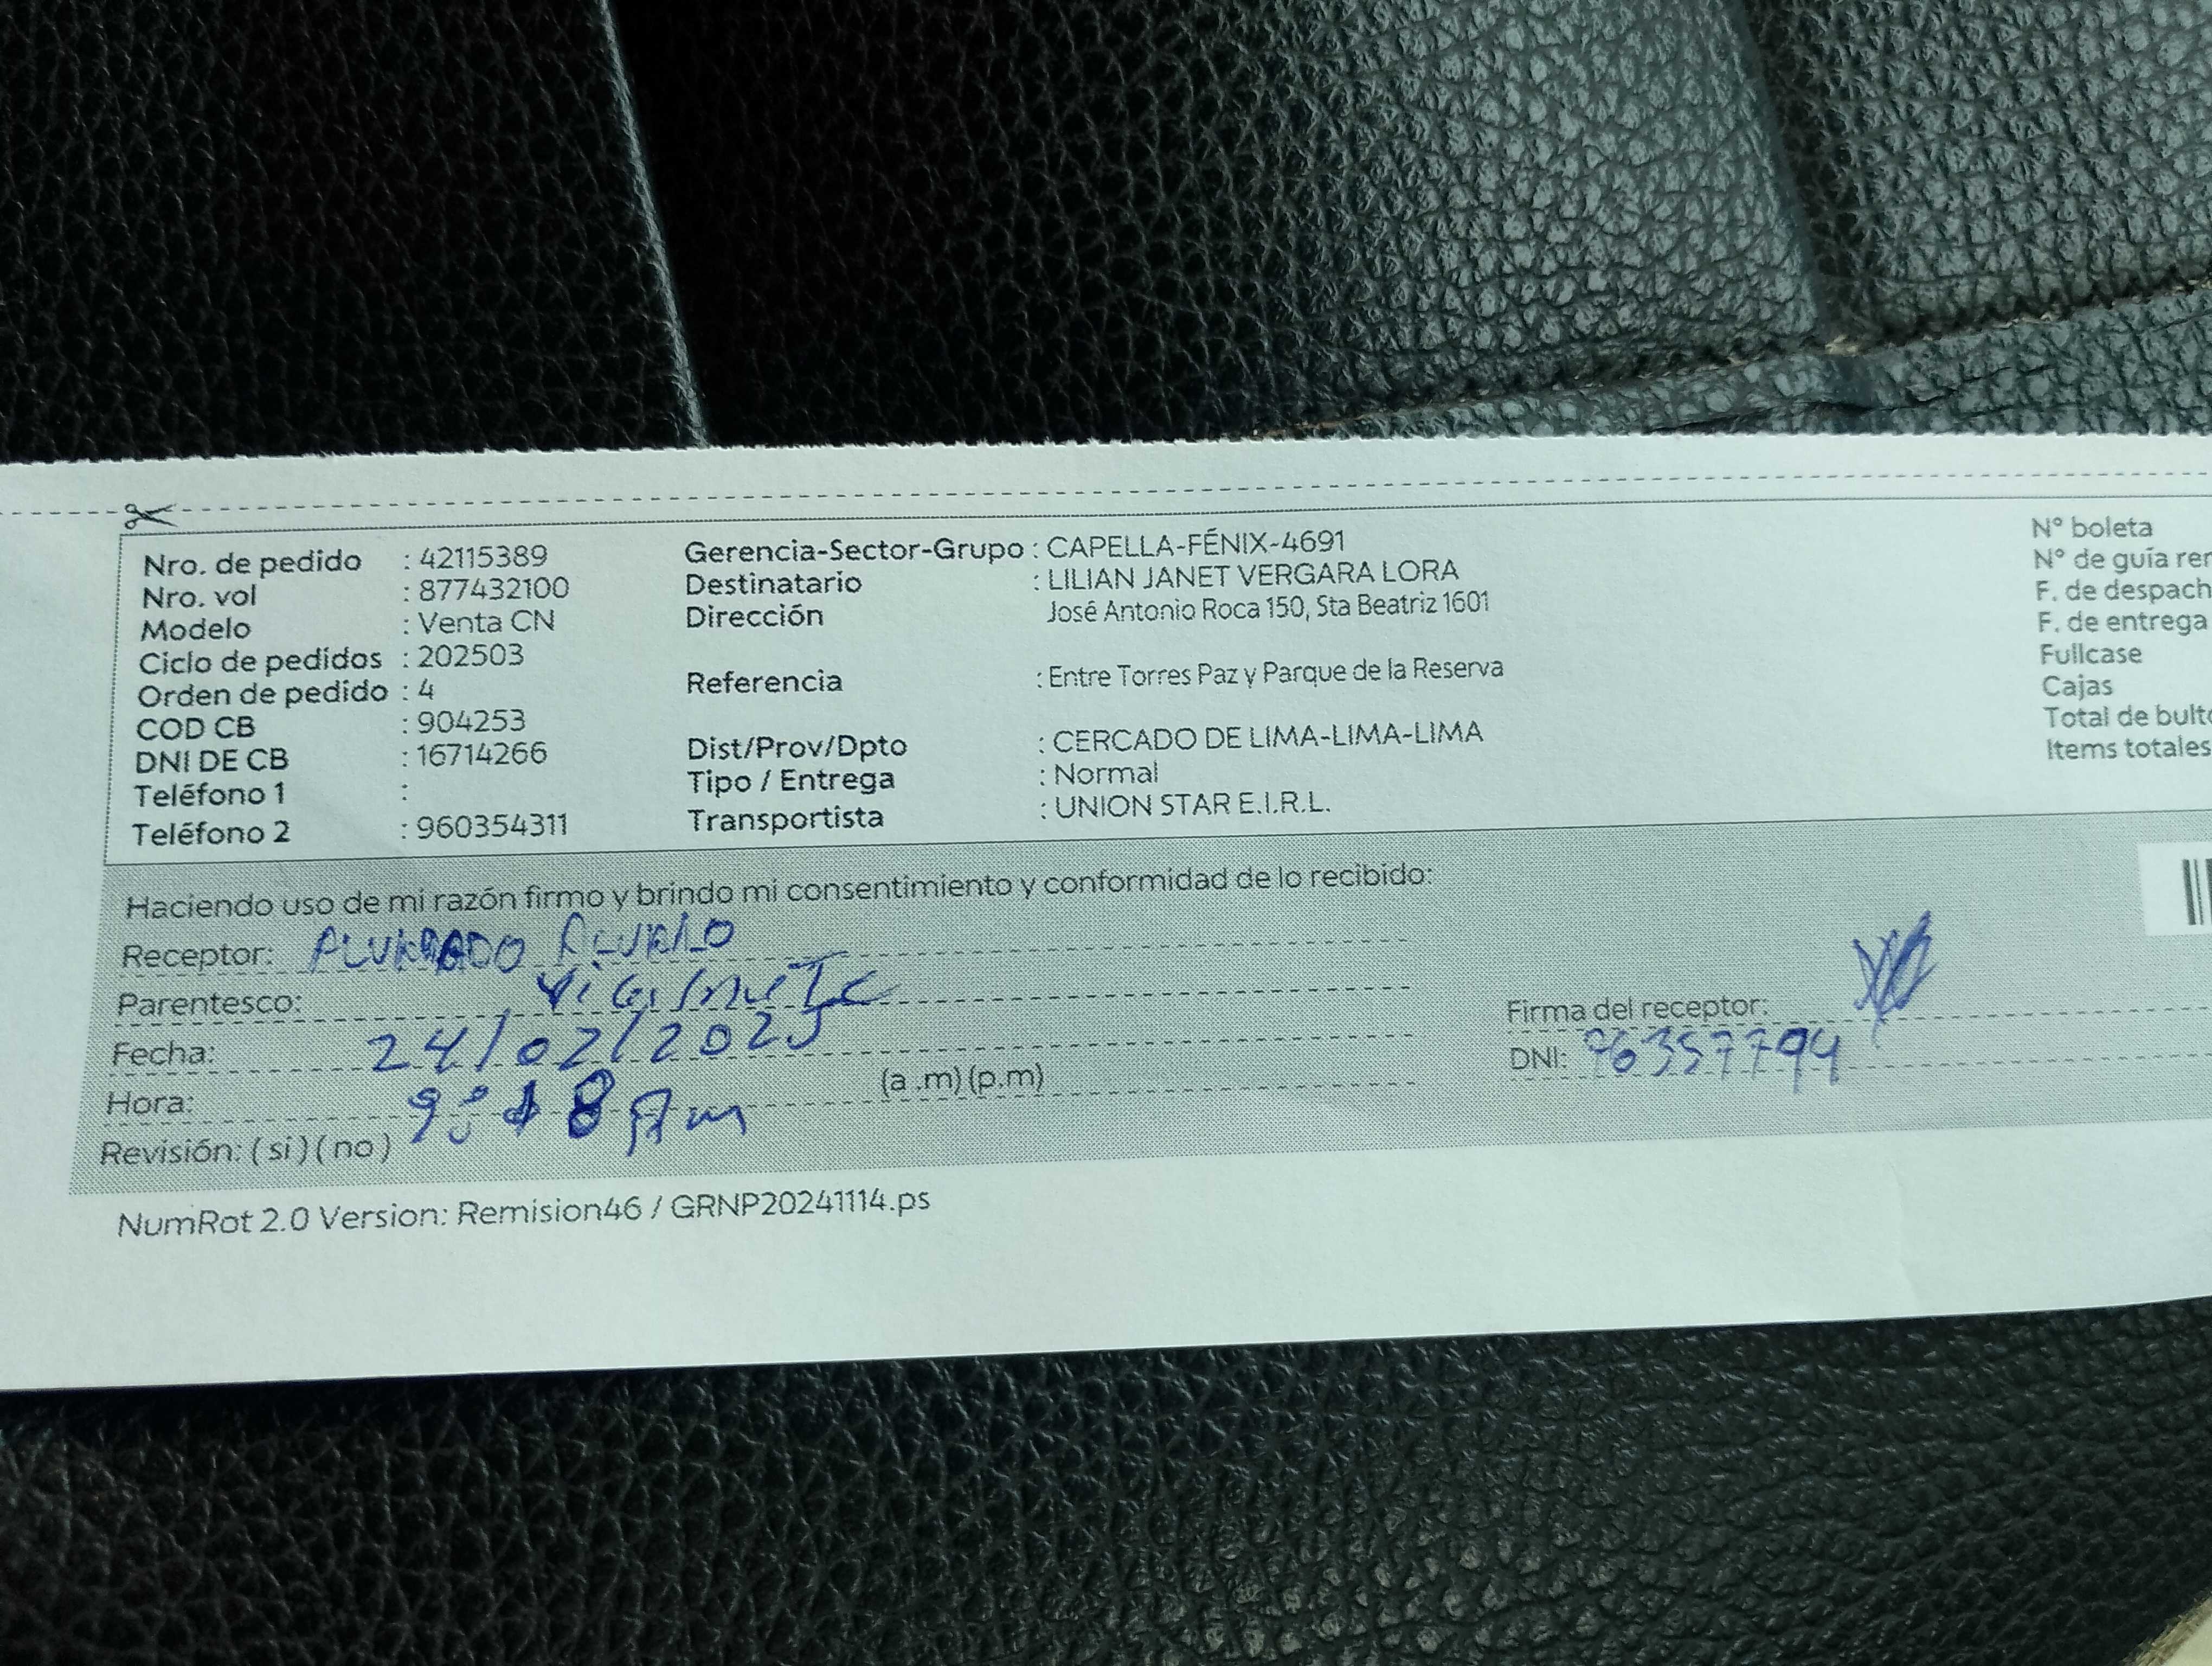 Nro. de pedido : 42115389 Gerencia-Sector-Grupo : CAPELLA-FÉNIX-4691 N° boleta
Nro. vol : 877432100 Destinatario : LILIAN JANET VERGARA LORA N° de guía
Modelo : Venta CN Dirección José Antonio Roca 150, Sta Beatriz 1601 F. de
Ciclo de pedidos : 202503 F. de entrega
Orden de pedido : 4 Referencia : Entre Torres Paz y Parque de la Reserva Fullcase
COD CB : 904253 Cajas
DNI DE CB : 16714266 Dist/Prov/Dpto : CERCADO DE LIMA-LIMA-LIMA Total de
Teléfono 1 : Tipo / Entrega : Normal Items totales
Teléfono 2 : 960354311 Transportista : UNION STAR E.I.R.L.
Haciendo uso de mi razón firmo y brindo mi consentimiento y conformidad de lo recibido:
Receptor: ALVARADO
Parentesco:
Fecha: 24/02/2025
Hora: 9:18 Am (a .m) (p.m)
Revisión: ( si ) ( no )
Firma del receptor:
DNI: 76357794
NumRot 2.0 Version: Remision46 / GRNP20241114.ps